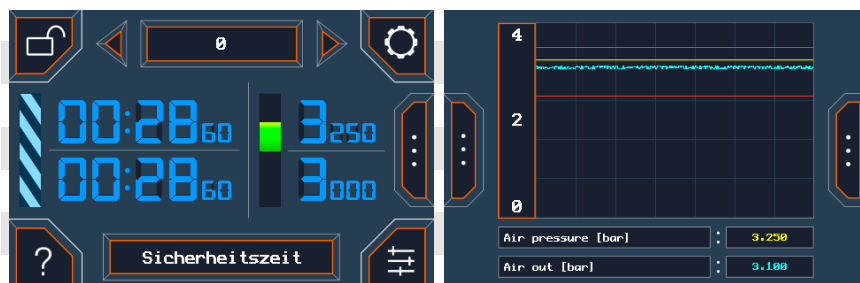 0
00:28 60 3 250
00:28 60 3 000
? Sicherheitszeit
4
2
0
Air pressure [bar] : 3.250
Air out [bar] : 3.100